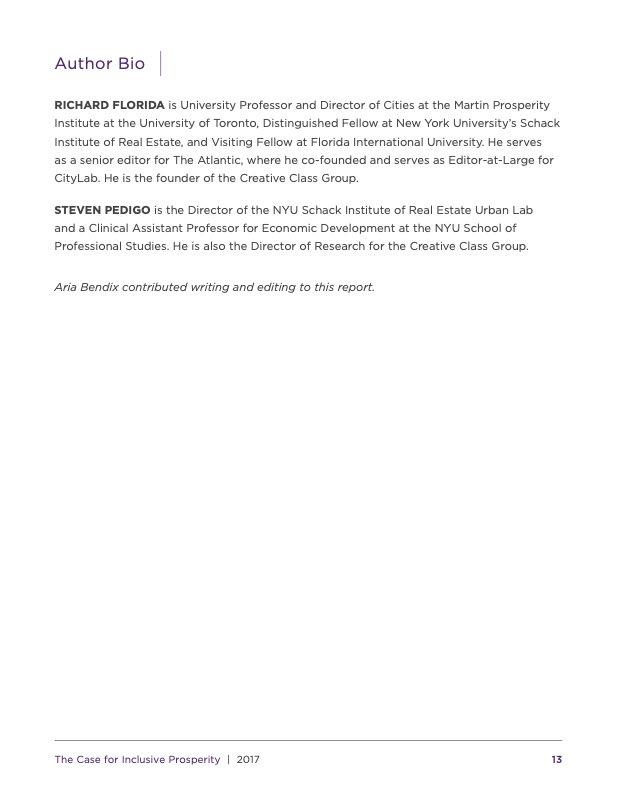 Author Bio
RICHARD FLORIDA is University Professor and Director of Cities at the Martin Prosperity
Institute at the University of Toronto, Distinguished Fellow at New York University’s Schack
Institute of Real Estate, and Visiting Fellow at Florida International University. He serves
as a senior editor for The Atlantic, where he co-founded and serves as Editor-at-Large for
CityLab. He is the founder of the Creative Class Group.
STEVEN PEDIGO is the Director of the NYU Schack Institute of Real Estate Urban Lab
and a Clinical Assistant Professor for Economic Development at the NYU School of
Professional Studies. He is also the Director of Research for the Creative Class Group.
Aria Bendix contributed writing and editing to this report.
The Case for Inclusive Prosperity | 2017 13